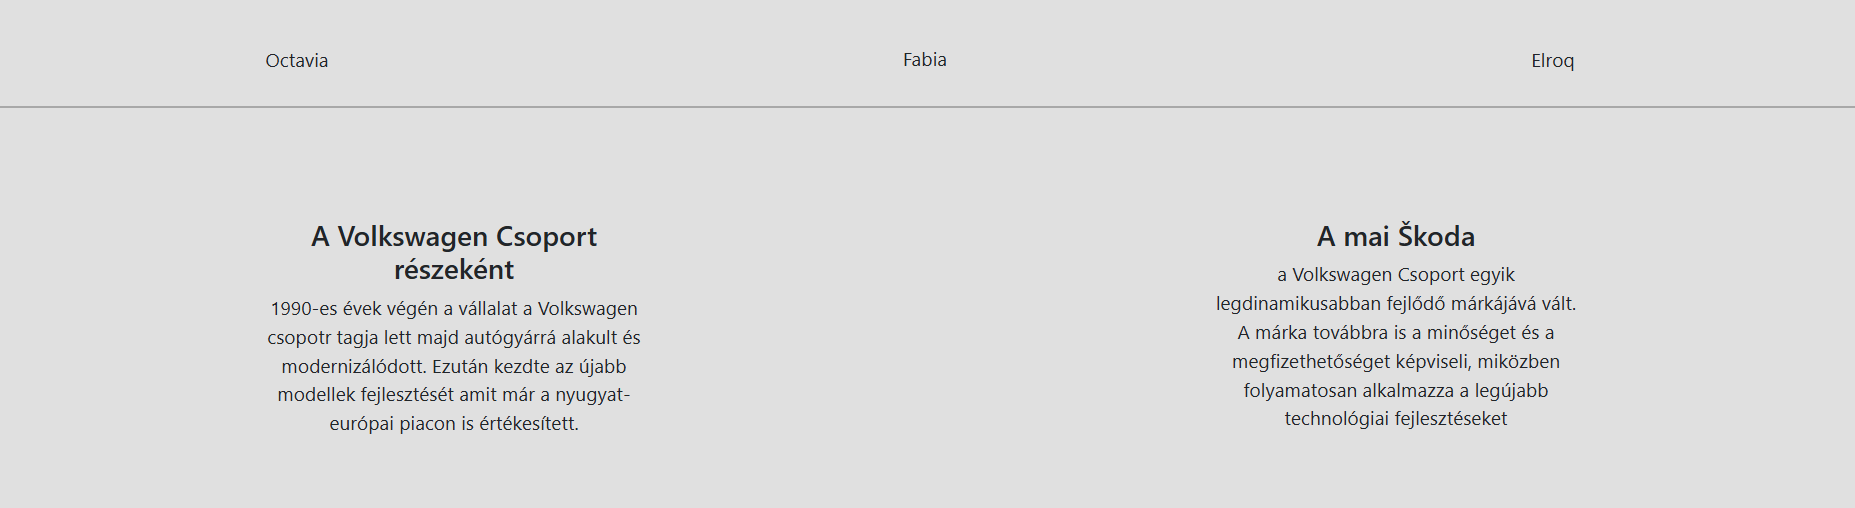 Octavia
Fabia
Elroq
A Volkswagen Csoport
részeként
1990-es évek végén a vállalat a Volkswagen
csopotr tagja lett majd autógyárrá alakult és
modernizálódott. Ezután kezdte az újabb
modellek fejlesztését amit már a nyugyat-
európai piacon is értékesített.
A mai Škoda
a Volkswagen Csoport egyik
legdinamikusabban fejlődő márkájává vált.
A márka továbbra is a minőséget és a
megfizethetőséget képviseli, miközben
folyamatosan alkalmazza a legújabb
technológiai fejlesztéseket